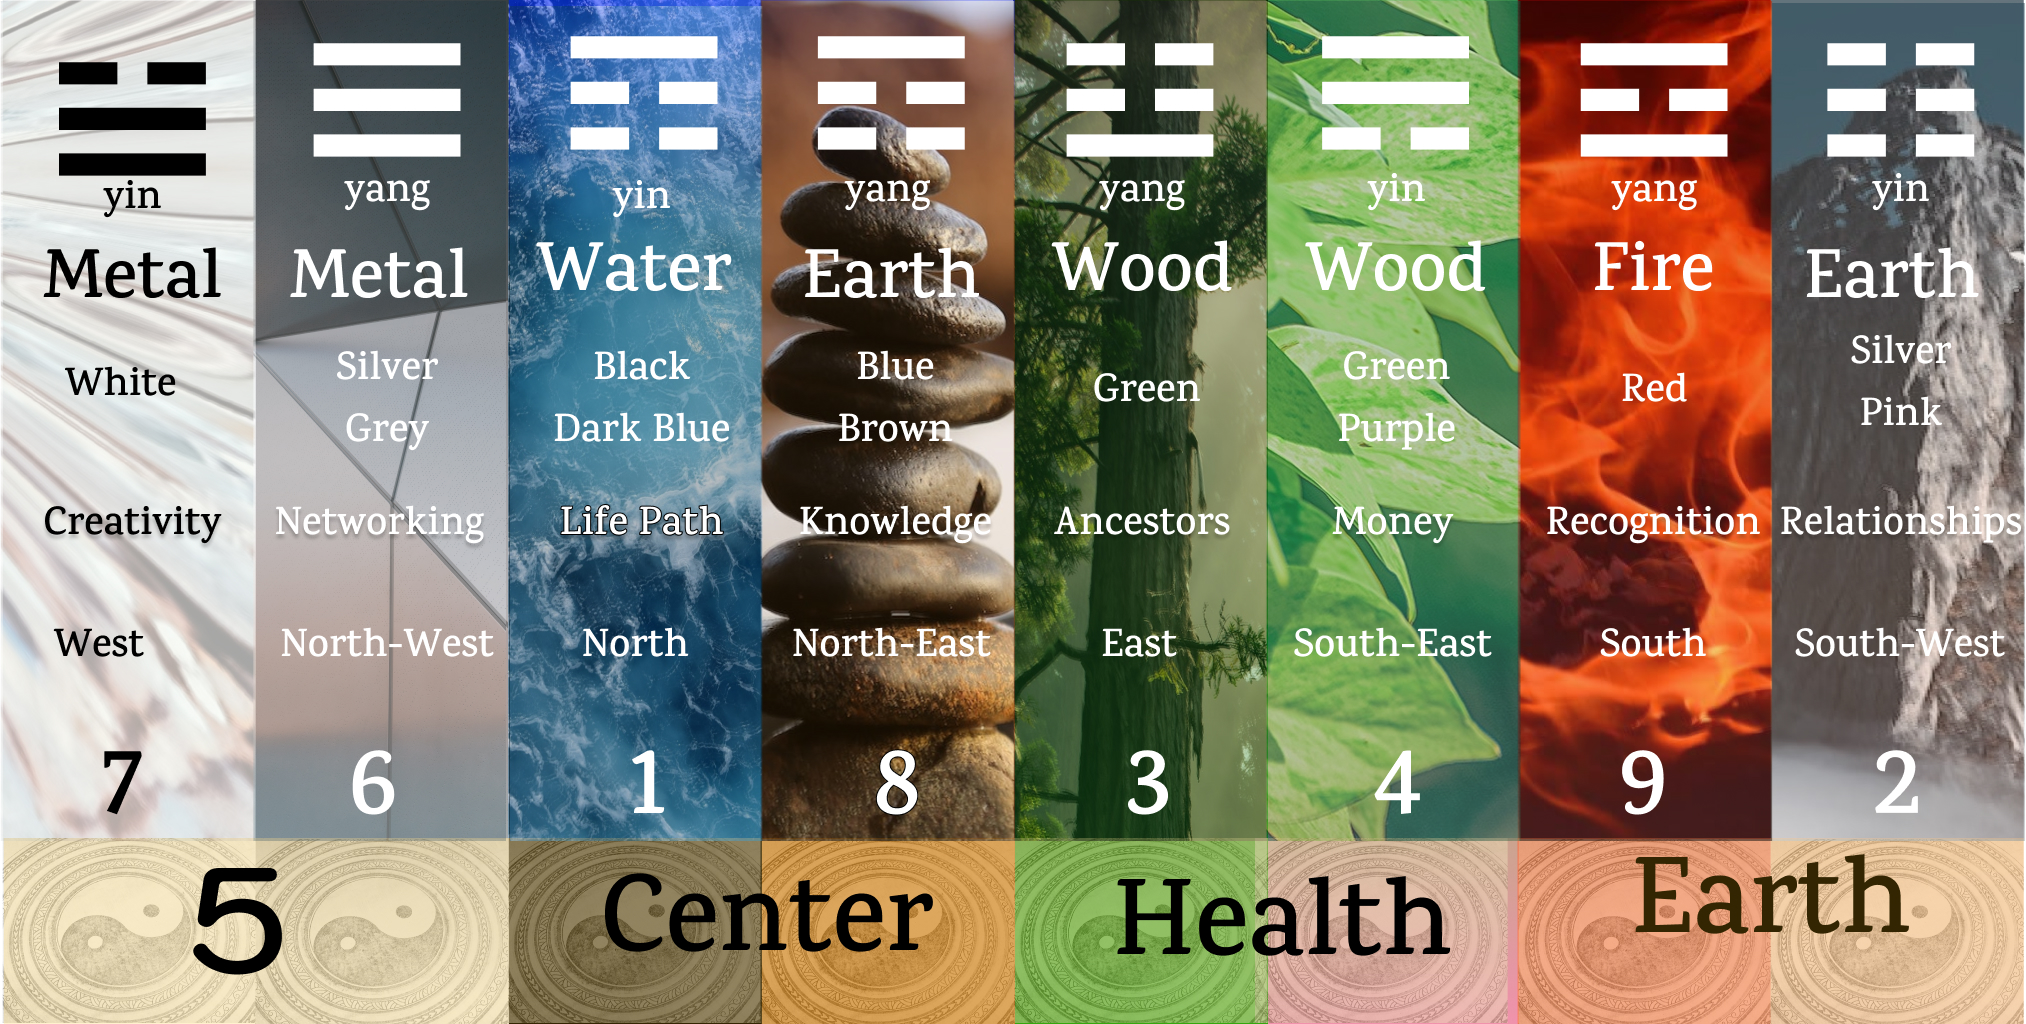 yin
Metal
White
Creativity
West
7
yang
Metal
Silver
Grey
Networking
North-West
6
yin
Water
Black
Dark Blue
Life Path
North
1
yang
Earth
Blue
Brown
Knowledge
North-East
8
yang
Wood
Green
Ancestors
East
3
yin
Wood
Green
Purple
Money
South-East
4
yang
Fire
Red
Recognition
South
9
yin
Earth
Silver
Pink
Relationships
South-West
2
5 Center Health Earth